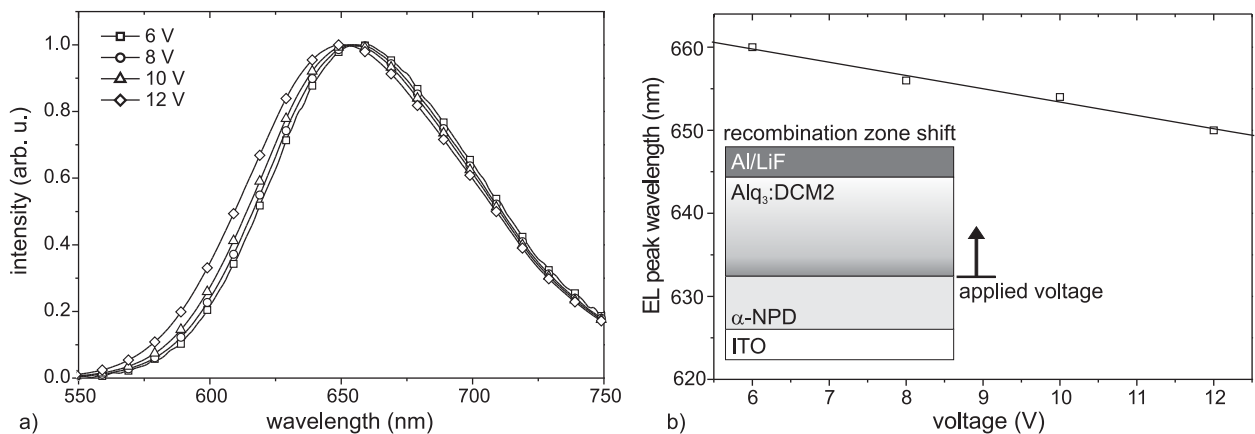 6 V
8 V
10 V
12 V
1.0
0.8
0.6
0.4
0.2
0.0
intensity (arb. u.)
550
600
650
700
750
wavelength (nm)
a)
660
650
640
630
620
EL peak wavelength (nm)
recombination zone shift
Al/LiF
Alq₃:DCM2
applied voltage
α-NPD
ITO
6
7
8
9
10
11
12
voltage (V)
b)